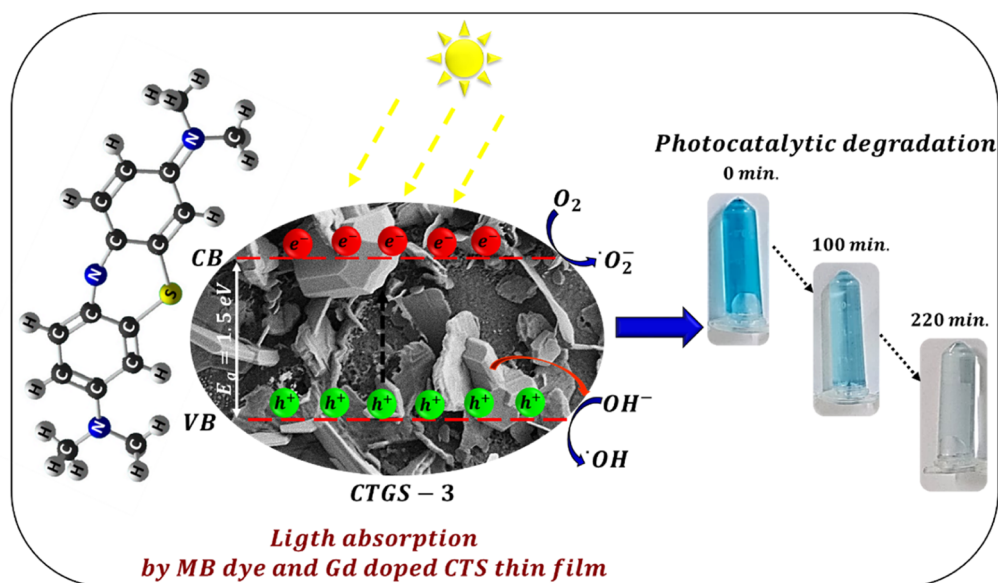 Photocatalytic degradation
0 min.
100 min.
220 min.
O₂
e⁻ e⁻ e⁻ e⁻ e⁻
CB
·O₂⁻
E_g = 1.5 eV
h⁺ h⁺ h⁺ h⁺ h⁺ h⁺
OH⁻
VB
·OH
CTGS − 3
Ligth absorption
by MB dye and Gd doped CTS thin film